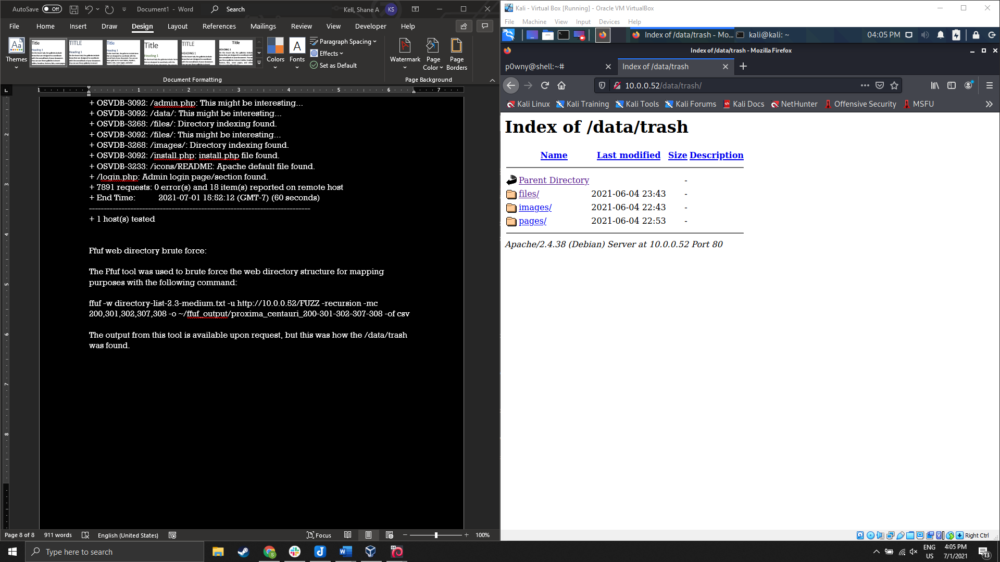 AutoSave Off Document1 - Word Search Kell, Shane A KS
File Home Insert Draw Design Layout References Mailings Review View Developer Help
Themes Colors Fonts Paragraph Spacing Effects Set as Default Watermark Page Color Page Borders
Document Formatting Page Background
+ OSVDB-3092: /admin.php: This might be interesting...
+ OSVDB-3092: /data/: This might be interesting...
+ OSVDB-3268: /files/: Directory indexing found.
+ OSVDB-3092: /files/: This might be interesting...
+ OSVDB-3268: /images/: Directory indexing found.
+ OSVDB-3092: /install.php: install.php file found.
+ OSVDB-3233: /icons/README: Apache default file found.
+ /login.php: Admin login page/section found.
+ 7891 requests: 0 error(s) and 18 item(s) reported on remote host
+ End Time: 2021-07-01 15:52:12 (GMT-7) (60 seconds)
---------------------------------------------------------------------------
+ 1 host(s) tested
Ffuf web directory brute force:
The Ffuf tool was used to brute force the web directory structure for mapping
purposes with the following command:
ffuf -w directory-list-2.3-medium.txt -u http://10.0.0.52/FUZZ -recursion -mc
200,301,302,307,308 -o ~/ffuf_output/proxima_centauri_200-301-302-307-308 -of csv
The output from this tool is available upon request, but this was how the /data/trash
was found.
Page 8 of 8 911 words English (United States) Focus 100%
Kali - Virtual Box [Running] - Oracle VM VirtualBox
File Machine View Input Devices Help
Index of /data/trash - Mo... kali@kali: ~ 04:05 PM
Index of /data/trash - Mozilla Firefox
p0wny@shell:~# Index of /data/trash
10.0.0.52/data/trash/
Kali Linux Kali Training Kali Tools Kali Forums Kali Docs NetHunter Offensive Security MSFU
Index of /data/trash
Name Last modified Size Description
Parent Directory -
files/ 2021-06-04 23:43 -
images/ 2021-06-04 22:43 -
pages/ 2021-06-04 22:53 -
Apache/2.4.38 (Debian) Server at 10.0.0.52 Port 80
Right Ctrl
Type here to search ENG US 4:05 PM 7/1/2021 13